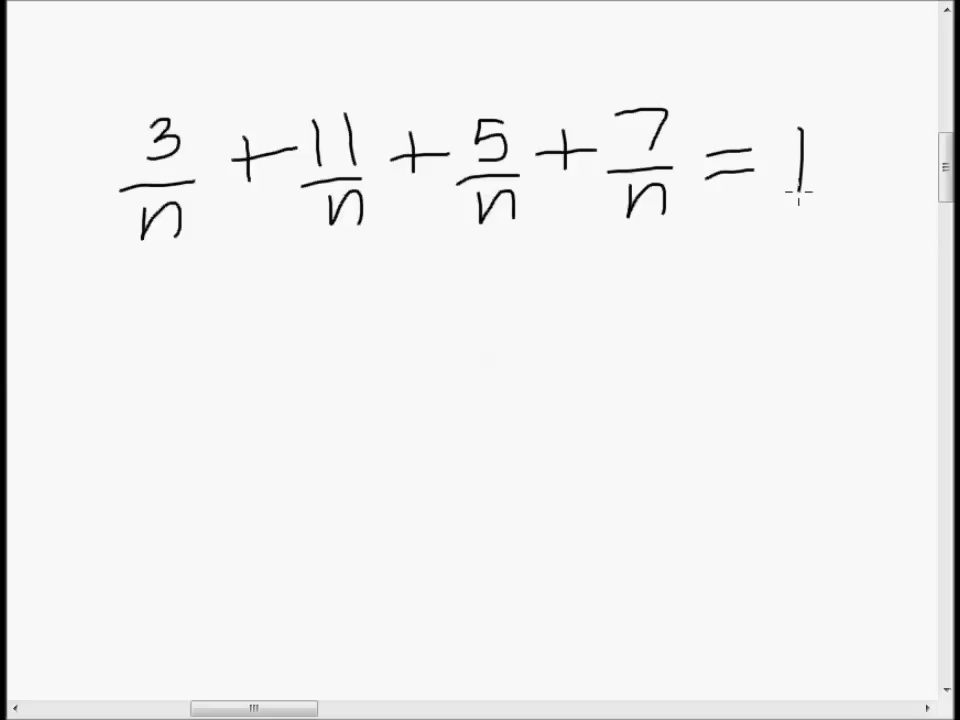 3/n + 11/n + 5/n + 7/n = 1